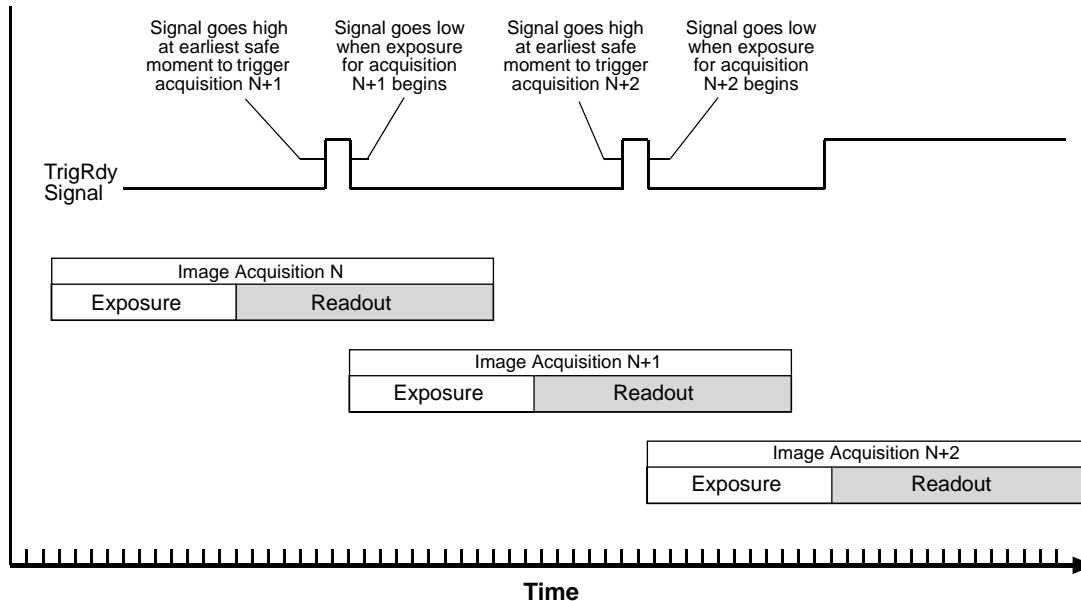 Signal goes high
at earliest safe
moment to trigger
acquisition N+1
Signal goes low
when exposure
for acquisition
N+1 begins
Signal goes high
at earliest safe
moment to trigger
acquisition N+2
Signal goes low
when exposure
for acquisition
N+2 begins
TrigRdy
Signal
Image Acquisition N
Exposure
Readout
Image Acquisition N+1
Exposure
Readout
Image Acquisition N+2
Exposure
Readout
Time